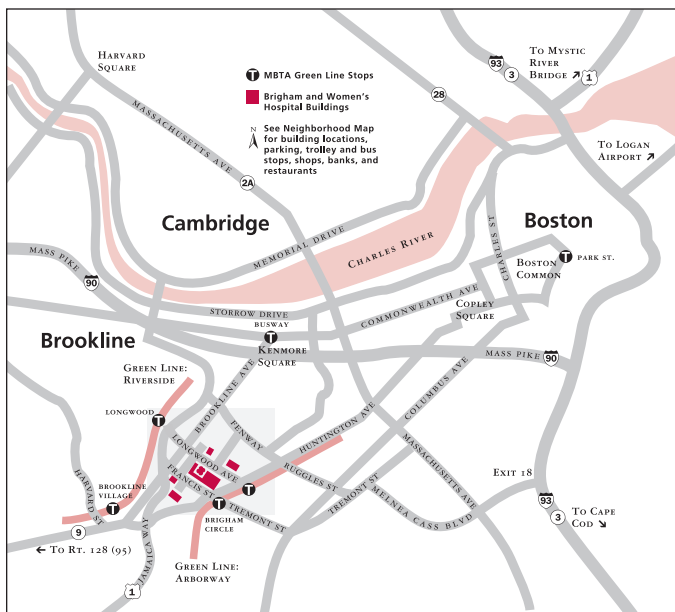 HARVARD
SQUARE
MASSACHUSETTS AVE
2A
T MBTA Green Line Stops
Brigham and Women's
Hospital Buildings
N
See Neighborhood Map
for building locations,
parking, trolley and bus
stops, shops, banks, and
restaurants
28
93
3
TO MYSTIC
RIVER
BRIDGE ↗
1
TO LOGAN
AIRPORT ↗
Cambridge
MEMORIAL DRIVE
CHARLES RIVER
CHARLES ST
Boston
T PARK ST.
BOSTON
COMMON
MASS PIKE
90
STORROW DRIVE
COMMONWEALTH AVE
COPLEY
SQUARE
BUSWAY
T
KENMORE
SQUARE
MASS PIKE
90
Brookline
GREEN LINE:
RIVERSIDE
BROOKLINE AVE
COLUMBUS AVE
LONGWOOD T
FENWAY
HUNTINGTON AVE
LONGWOOD AVE
RUGGLES ST
MASSACHUSETTS AVE
FRANCIS ST
TREMONT ST
TREMONT ST
MELNEA CASS BLVD
EXIT 18
HARVARD ST
BROOKLINE
VILLAGE
T
T
T
BRIGHAM
CIRCLE
93
3
TO CAPE
COD ↘
9
← TO RT. 128 (95)
JAMAICA WAY
1
GREEN LINE:
ARBORWAY